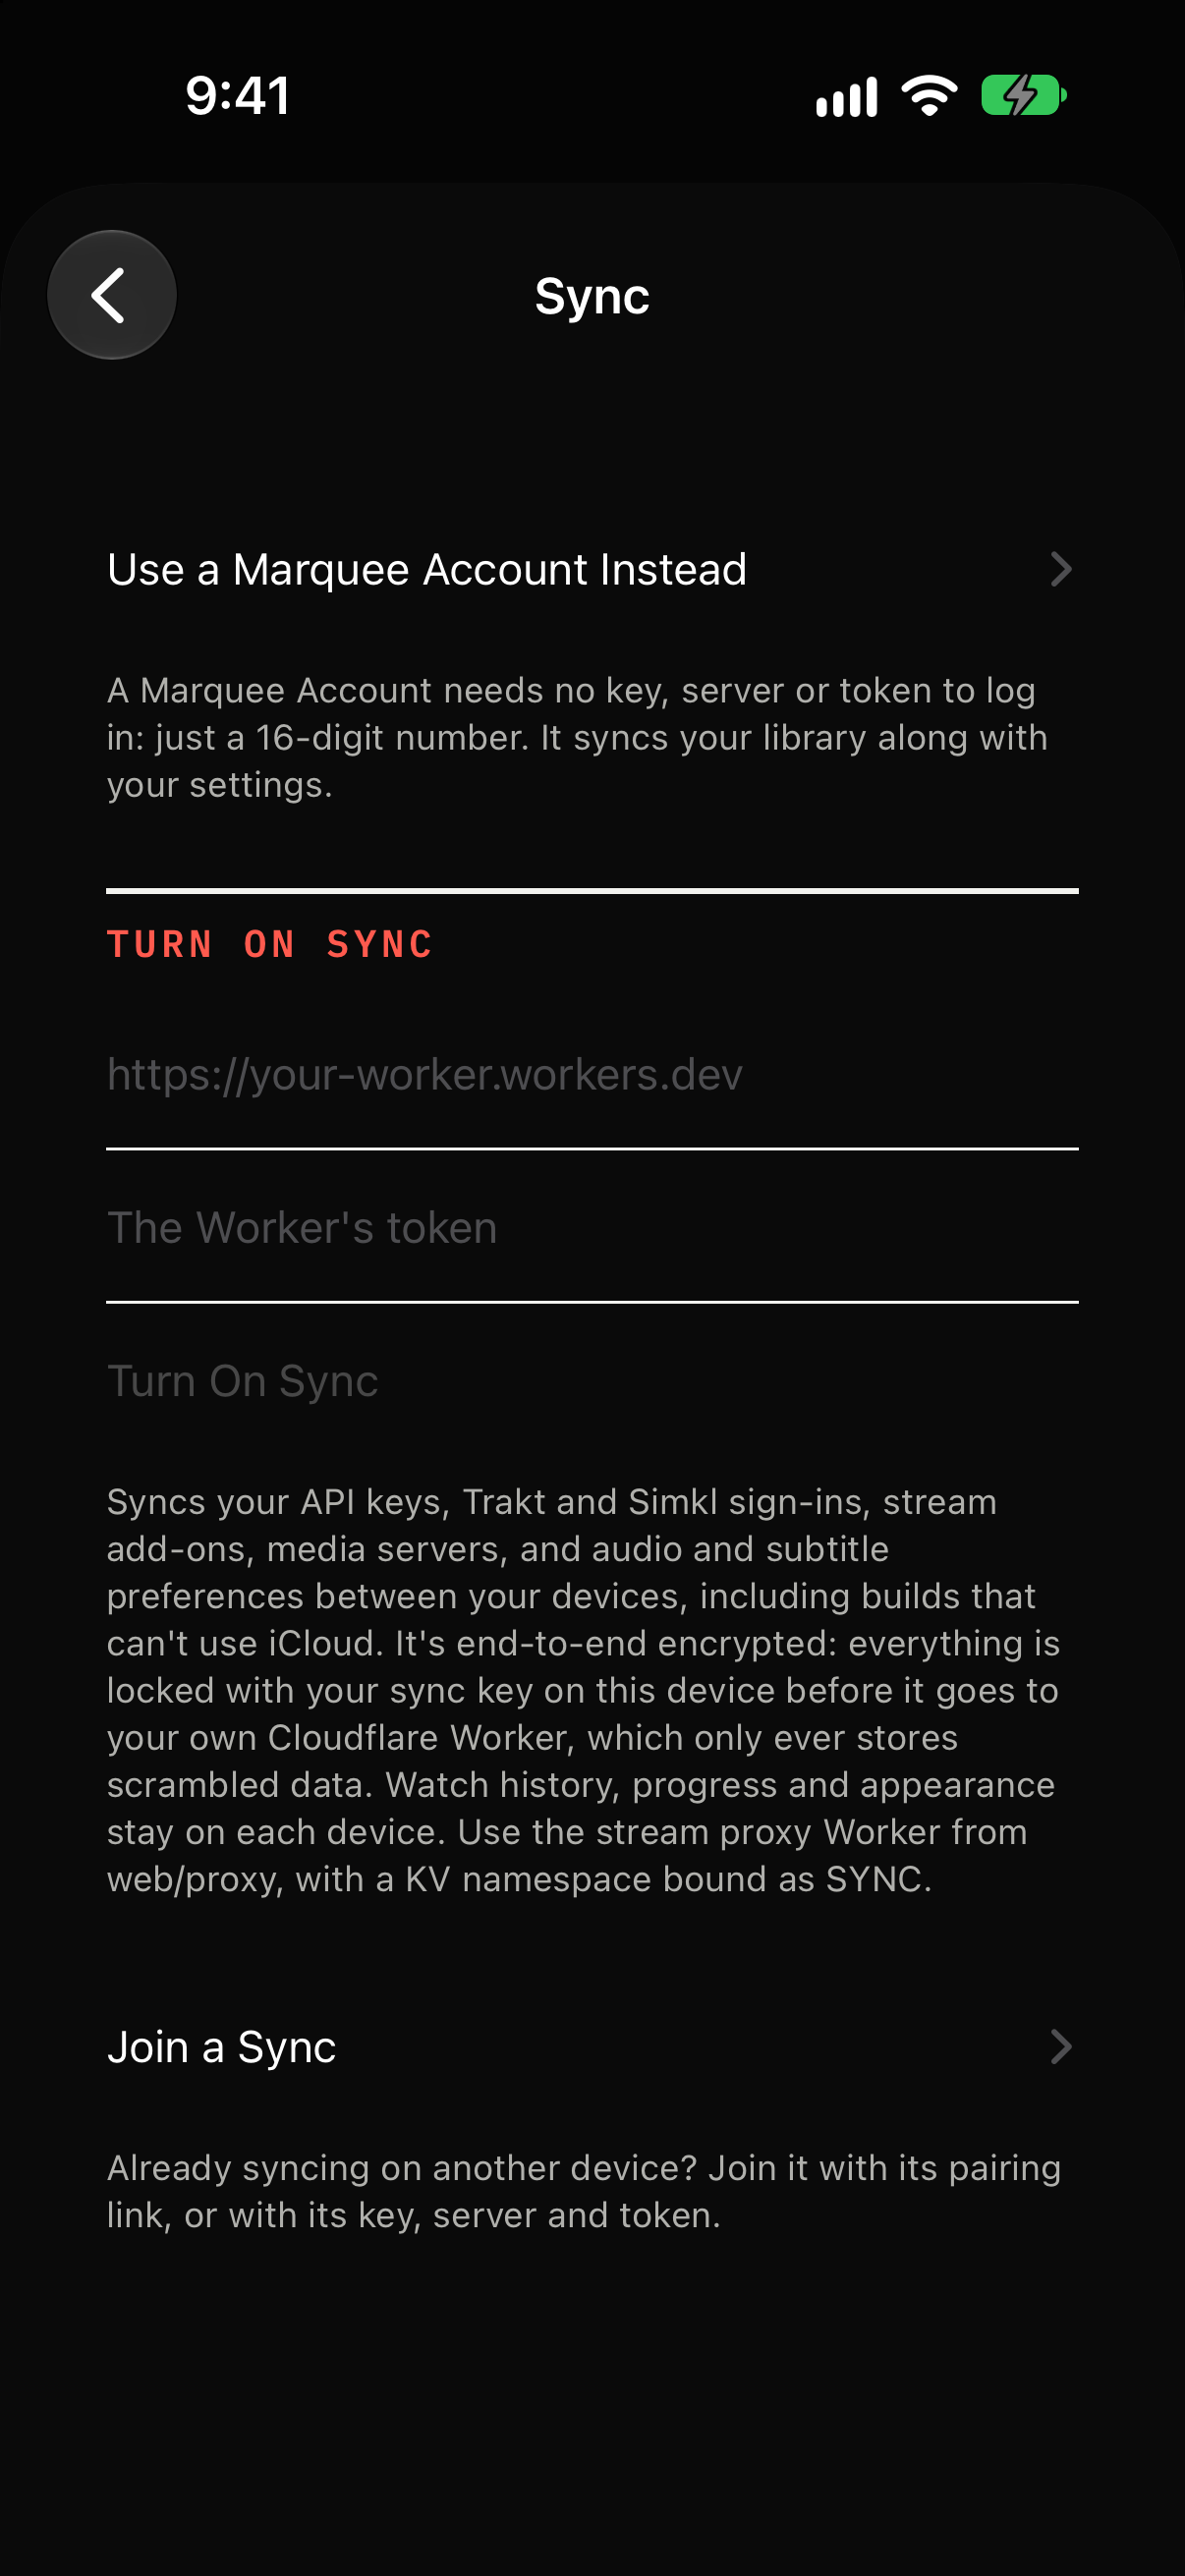 9:41
Sync
Use a Marquee Account Instead
A Marquee Account needs no key, server or token to log
in: just a 16-digit number. It syncs your library along with
your settings.
TURN ON SYNC
https://your-worker.workers.dev
The Worker's token
Turn On Sync
Syncs your API keys, Trakt and Simkl sign-ins, stream
add-ons, media servers, and audio and subtitle
preferences between your devices, including builds that
can't use iCloud. It's end-to-end encrypted: everything is
locked with your sync key on this device before it goes to
your own Cloudflare Worker, which only ever stores
scrambled data. Watch history, progress and appearance
stay on each device. Use the stream proxy Worker from
web/proxy, with a KV namespace bound as SYNC.
Join a Sync
Already syncing on another device? Join it with its pairing
link, or with its key, server and token.